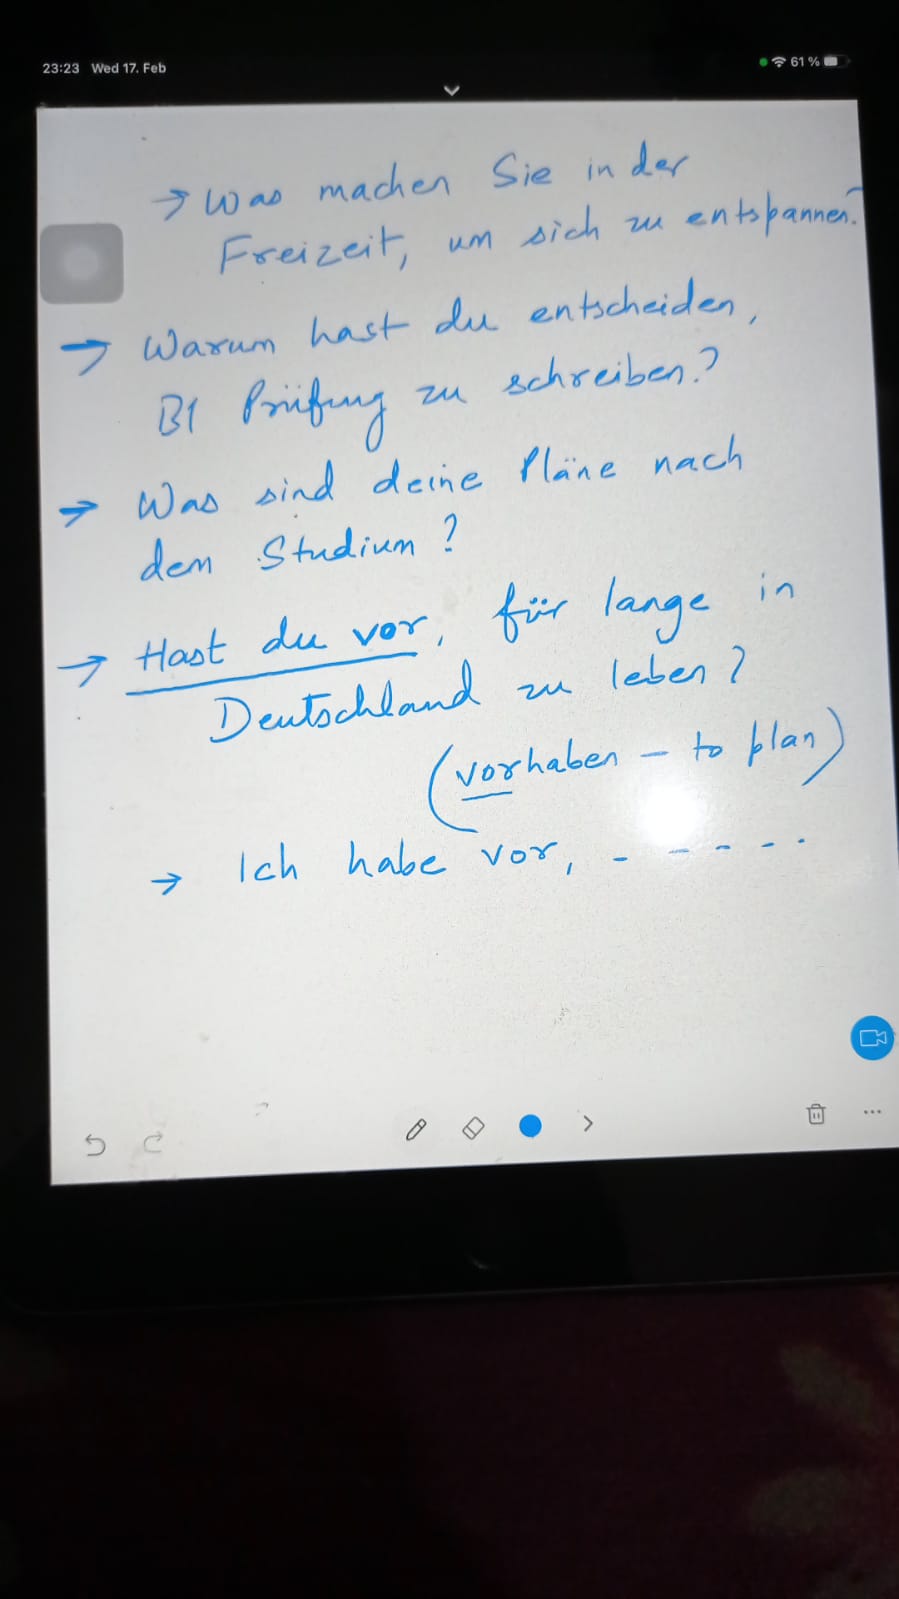 23:23 Wed 17. Feb
61 %
→ Was machen Sie in der
Freizeit, um sich zu entspannen?
→ Warum hast du entscheiden,
B1 Prüfung zu schreiben?
→ Was sind deine Pläne nach
dem Studium?
→ Hast du vor, für lange in
Deutschland zu leben?
(vorhaben - to plan)
→ Ich habe vor, - - - - - .